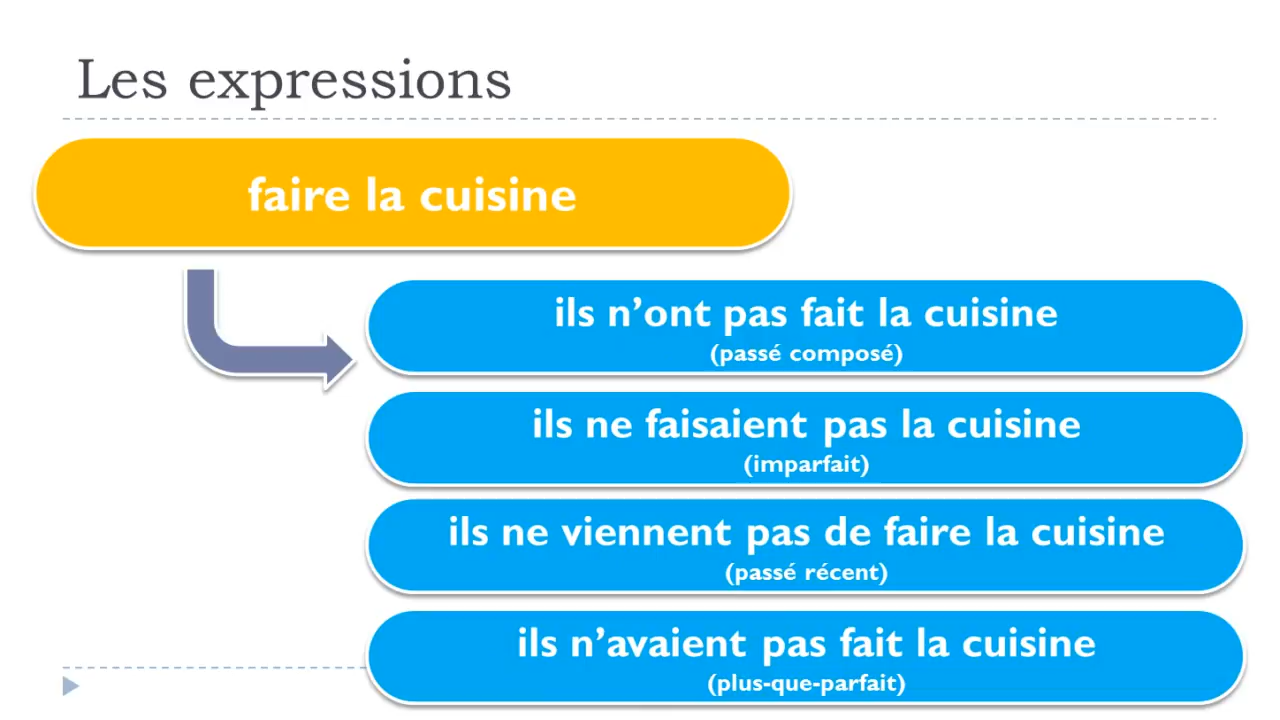 Les expressions
faire la cuisine
ils n’ont pas fait la cuisine
(passé composé)
ils ne faisaient pas la cuisine
(imparfait)
ils ne viennent pas de faire la cuisine
(passé récent)
ils n’avaient pas fait la cuisine
(plus-que-parfait)